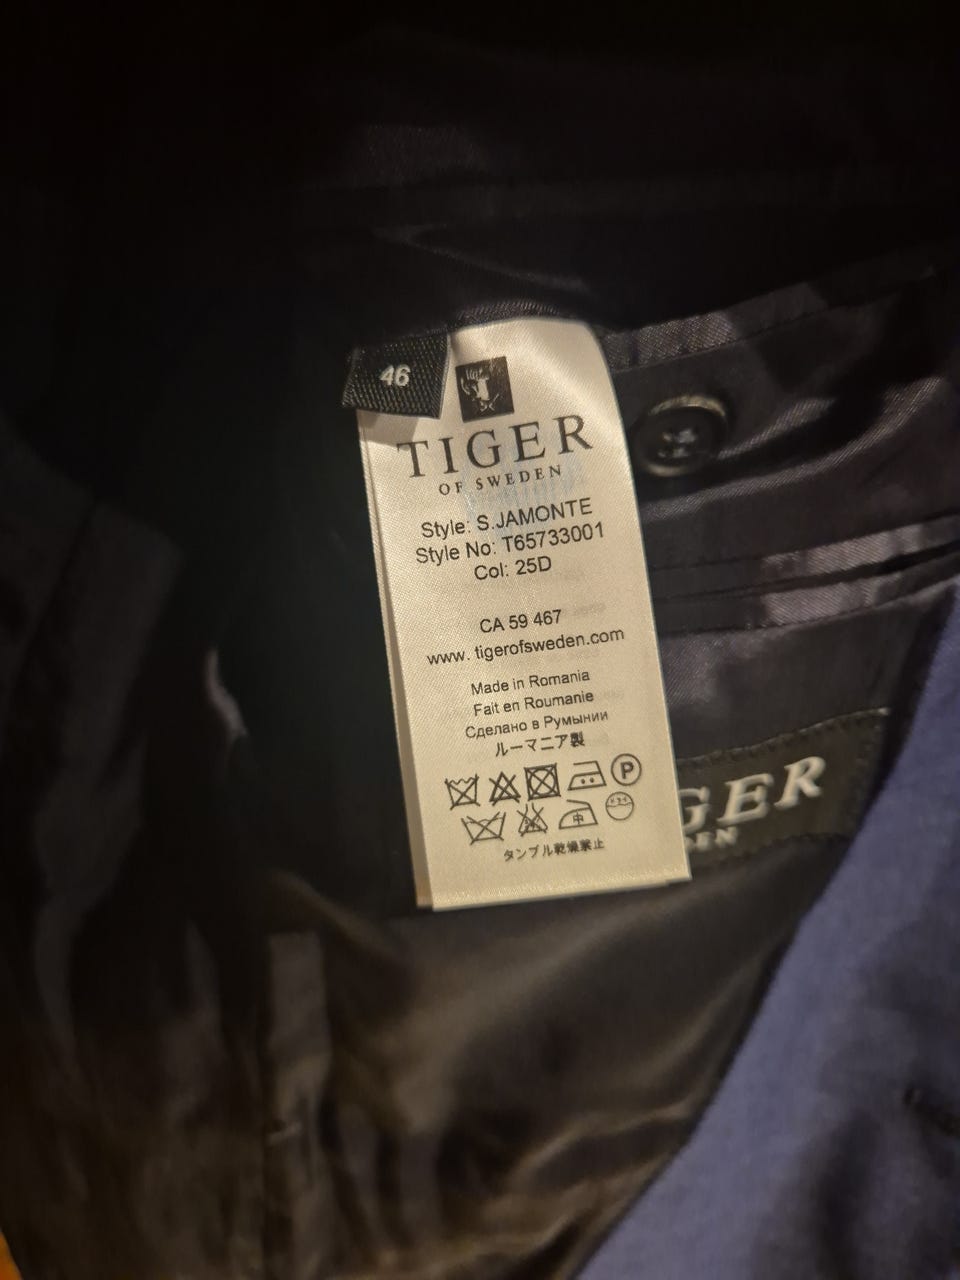 46
TIGER
OF SWEDEN
Style: S.JAMONTE
Style No: T65733001
Col: 25D
CA 59 467
www.tigerofsweden.com
Made in Romania
Fait en Roumanie
Сделано в Румынии
ルーマニア製
P
中
タンブル乾燥禁止
GER
EN